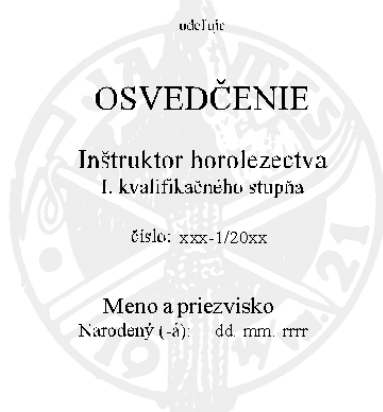 udeľuje
OSVEDČENIE
Inštruktor horolezectva
I. kvalifikačného stupňa
číslo: xxx-1/20xx
Meno a priezvisko
Narodený (-á): dd. mm. rrrr